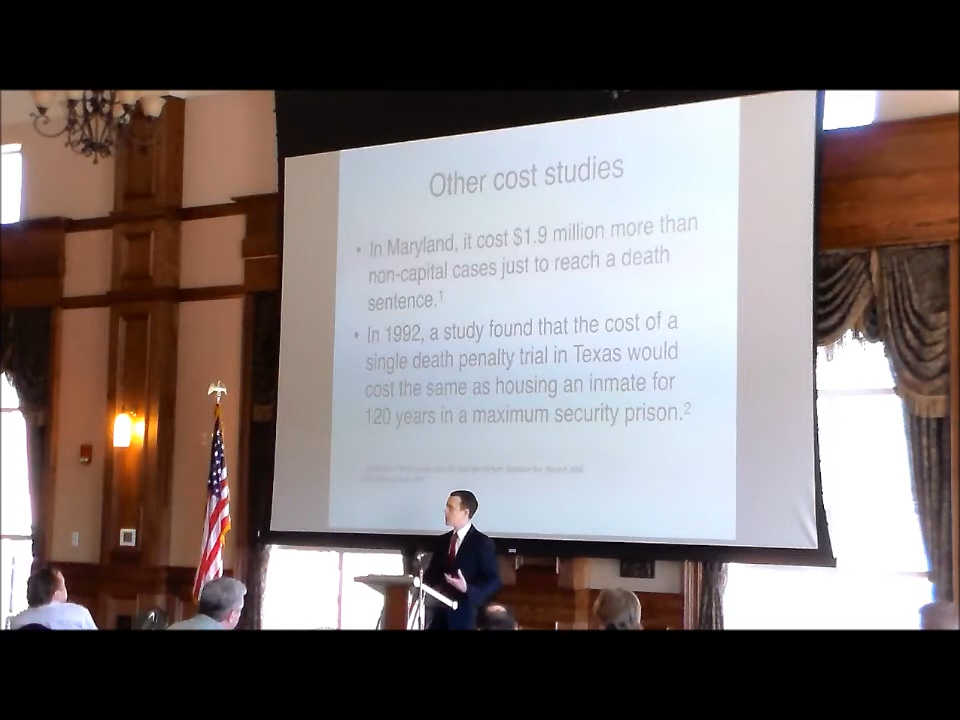 Other cost studies
• In Maryland, it cost $1.9 million more than
non-capital cases just to reach a death
sentence.1
• In 1992, a study found that the cost of a
single death penalty trial in Texas would
cost the same as housing an inmate for
120 years in a maximum security prison.2